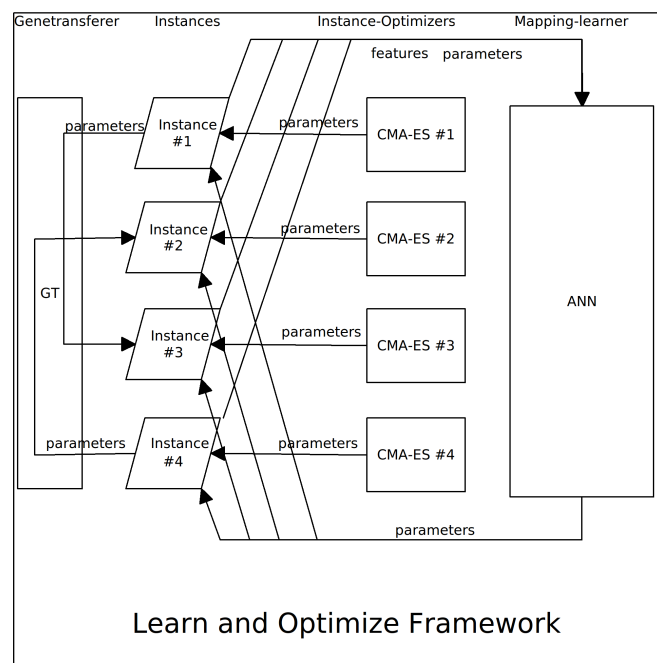 Genetransferer
Instances
Instance-Optimizers
Mapping-learner
features parameters
parameters
Instance
#1
parameters
CMA-ES #1
Instance
#2
parameters
CMA-ES #2
GT
ANN
Instance
#3
parameters
CMA-ES #3
parameters
Instance
#4
parameters
CMA-ES #4
parameters
Learn and Optimize Framework